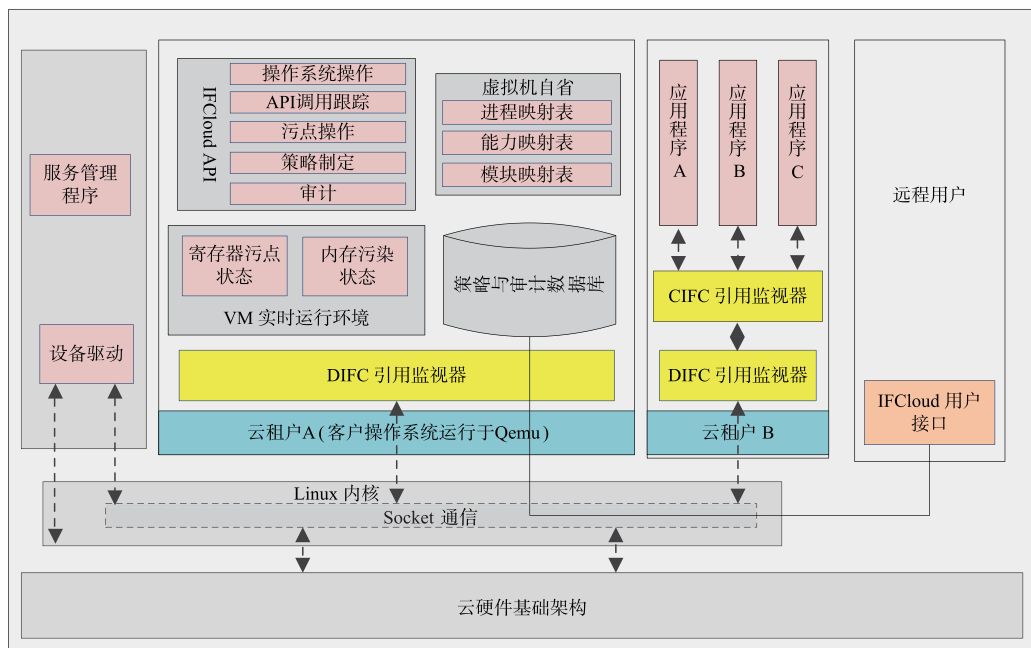 服务管理
程序
设备驱动
IFCloud API
操作系统操作
API调用跟踪
污点操作
策略制定
审计
虚拟机自省
进程映射表
能力映射表
模块映射表
寄存器污点
状态
内存污染
状态
VM 实时运行环境
策略与审计数据库
DIFC 引用监视器
云租户A ( 客户操作系统运行于Qemu )
应用程序 A
应用程序 B
应用程序 C
CIFC 引用监视器
DIFC 引用监视器
云租户 B
远程用户
IFCloud 用户
接口
Linux 内核
Socket 通信
云硬件基础架构